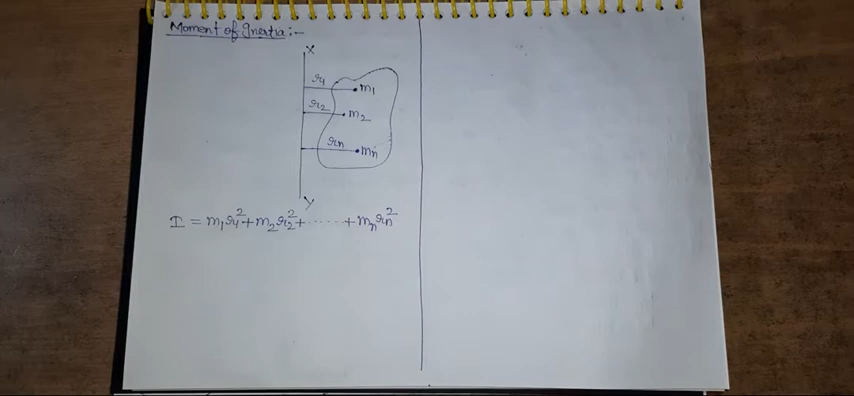 Moment of Inertia :-
X
r1
m1
r2
m2
rn
mn
Y
I = m₁r₁² + m₂r₂² + ······ + mₙrₙ²